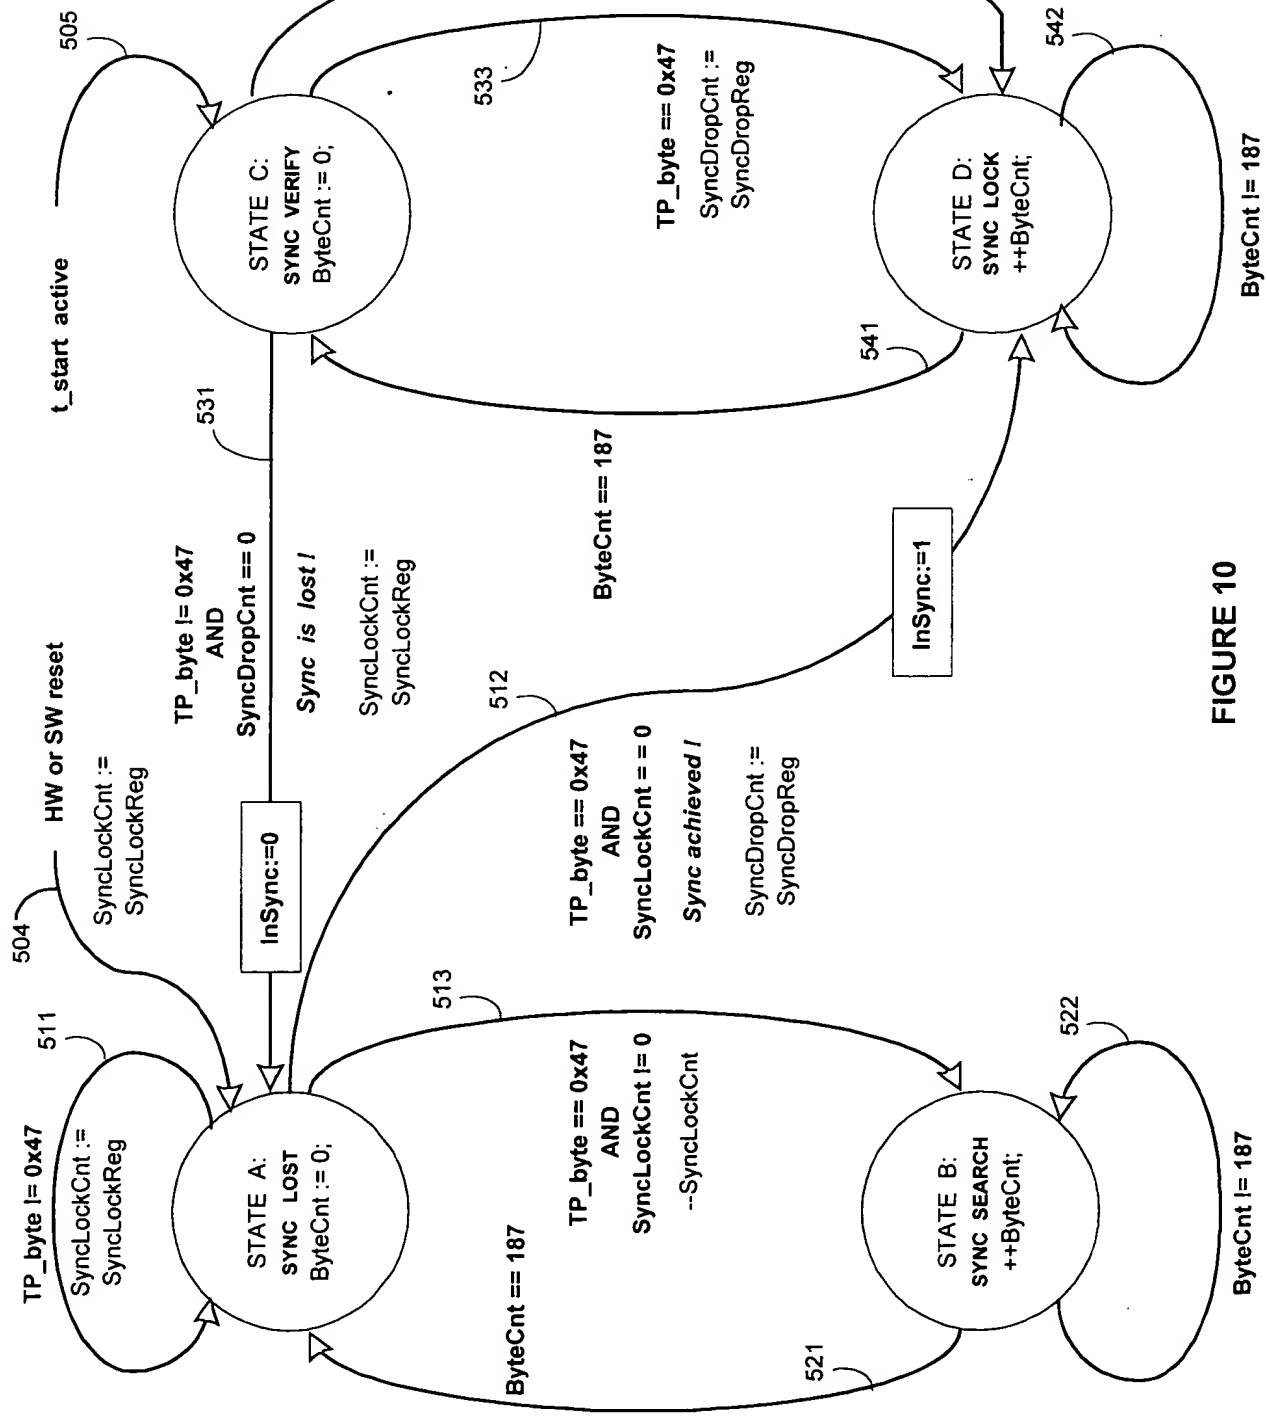 504
HW or SW reset
SyncLockCnt :=
SyncLockReg
t_start active
505
511
TP_byte != 0x47
SyncLockCnt :=
SyncLockReg
STATE A:
SYNC LOST
ByteCnt := 0;
InSync:=0
TP_byte != 0x47
AND
SyncDropCnt == 0
Sync is lost !
SyncLockCnt :=
SyncLockReg
531
STATE C:
SYNC VERIFY
ByteCnt := 0;
533
TP_byte == 0x47
SyncDropCnt :=
SyncDropReg
ByteCnt == 187
521
513
TP_byte == 0x47
AND
SyncLockCnt != 0
--SyncLockCnt
512
TP_byte == 0x47
AND
SyncLockCnt = = 0
Sync achieved !
SyncDropCnt :=
SyncDropReg
ByteCnt == 187
541
InSync:=1
STATE B:
SYNC SEARCH
++ByteCnt;
522
ByteCnt != 187
STATE D:
SYNC LOCK
++ByteCnt;
542
ByteCnt != 187
FIGURE 10